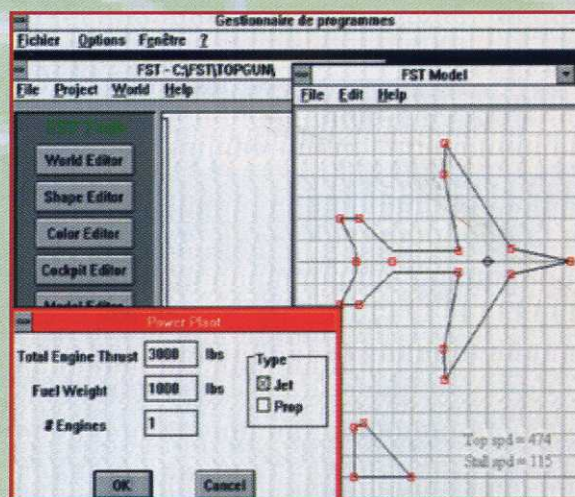 Gestionnaire de programmes
Fichier Options Fenêtre ?
FST - C:\FST\TOPGUN\
File Project World Help
World Editor
Shape Editor
Color Editor
Cockpit Editor
Model Editor
FST Model
File Edit Help
Top spd = 474
Stall spd = 115
Power Plant
Total Engine Thrust 3000 lbs
Fuel Weight 1000 lbs
# Engines 1
Type
Jet
Prop
OK Cancel